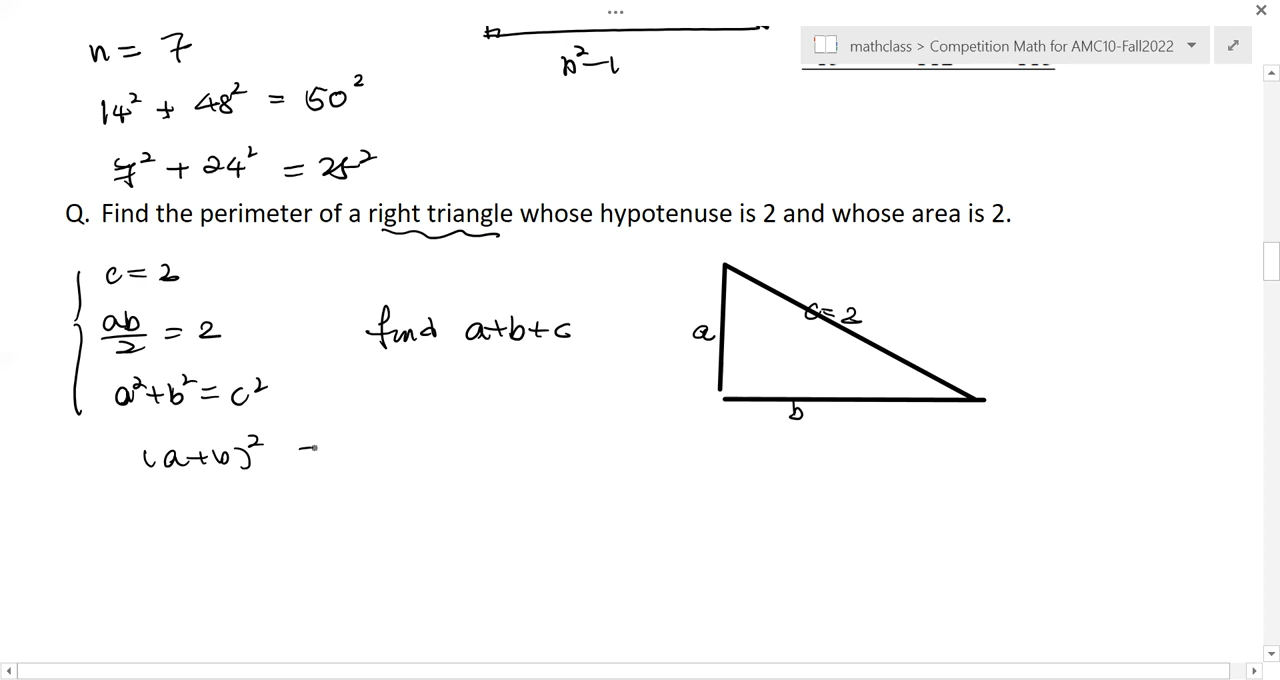 mathclass > Competition Math for AMC10-Fall2022
n = 7
n²-1
14² + 48² = 50²
7² + 24² = 25²
Q. Find the perimeter of a right triangle whose hypotenuse is 2 and whose area is 2.
c = 2
ab/2 = 2
find a+b+c
a²+b² = c²
(a+b)²
a
c = 2
b